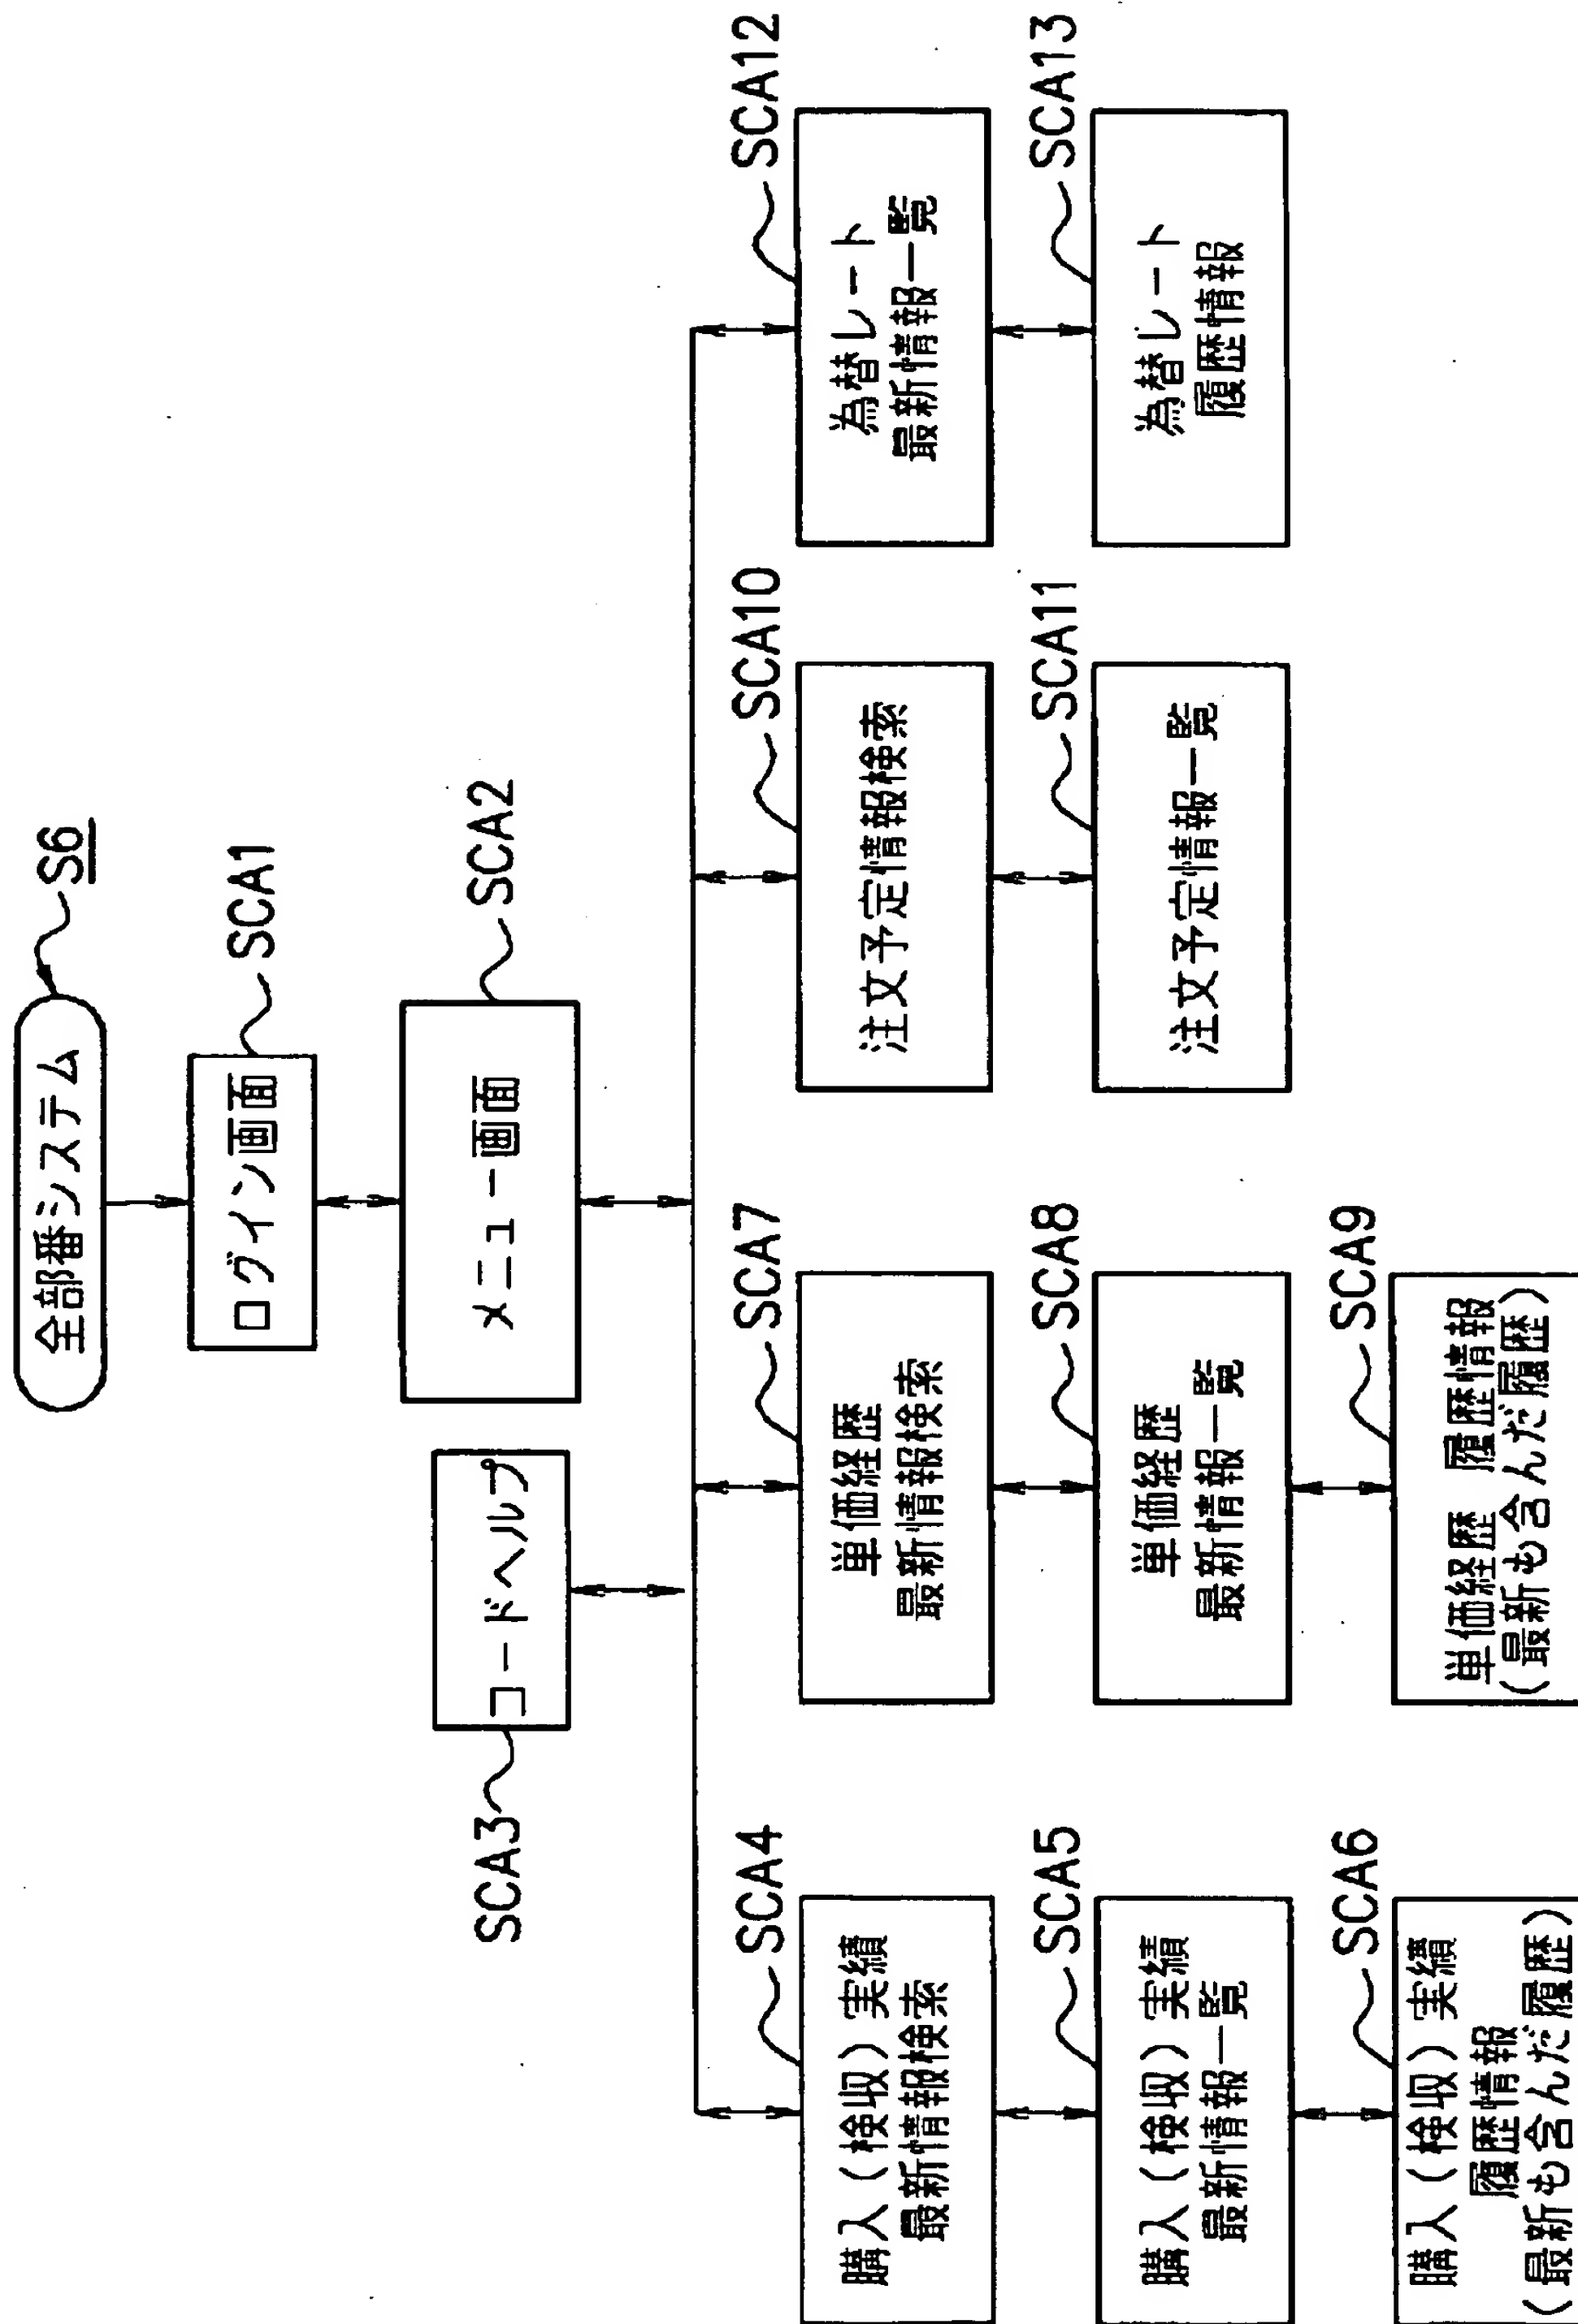 全部番システム
S6
ログイン画面
SCA1
メニュー画面
SCA2
コードヘルプ
SCA3
購入(検収)実績
最新情報検索
SCA4
単価経歴
最新情報検索
SCA7
注文予定情報検索
SCA10
為替レート
最新情報一覧
SCA12
購入(検収)実績
最新情報一覧
SCA5
単価経歴
最新情報一覧
SCA8
注文予定情報一覧
SCA11
為替レート
履歴情報
SCA13
購入(検収)実績
履歴情報
(最新も含んだ履歴)
SCA6
単価経歴 履歴情報
(最新も含んだ履歴)
SCA9